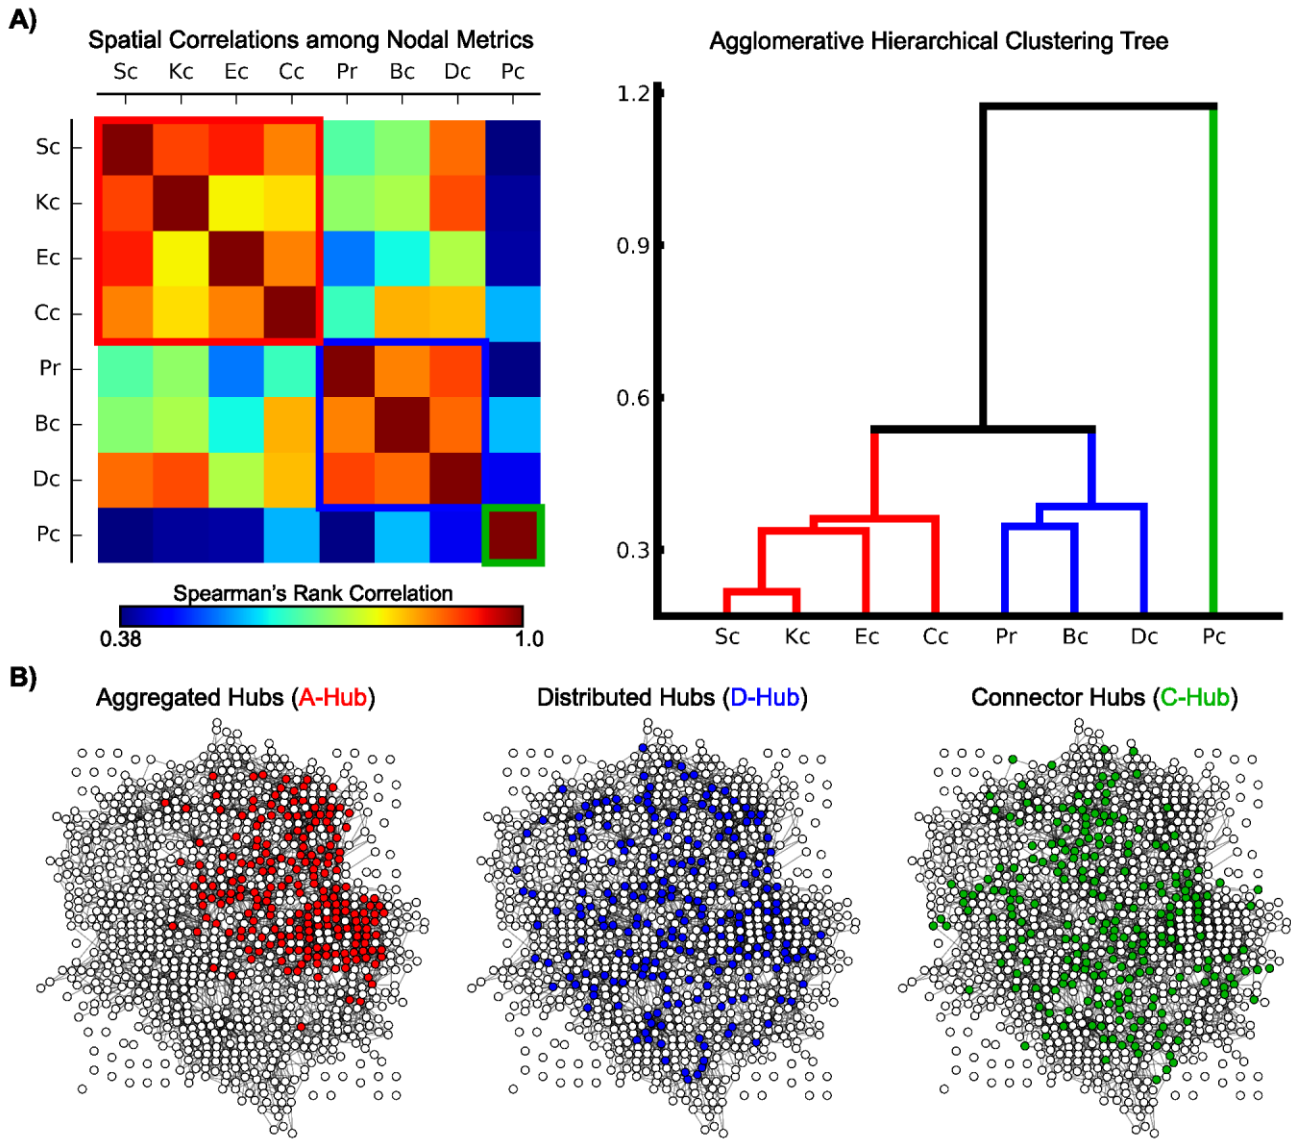 A)
Spatial Correlations among Nodal Metrics
Sc Kc Ec Cc Pr Bc Dc Pc
Sc
Kc
Ec
Cc
Pr
Bc
Dc
Pc
Spearman's Rank Correlation
0.38 1.0
Agglomerative Hierarchical Clustering Tree
1.2
0.9
0.6
0.3
Sc Kc Ec Cc Pr Bc Dc Pc
B)
Aggregated Hubs (A-Hub)
Distributed Hubs (D-Hub)
Connector Hubs (C-Hub)